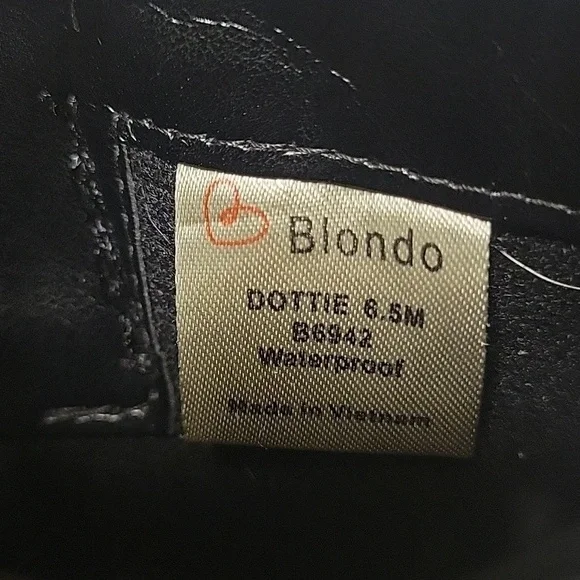 Blondo
DOTTIE 6.5M
B6942
Waterproof
Made in Vietnam